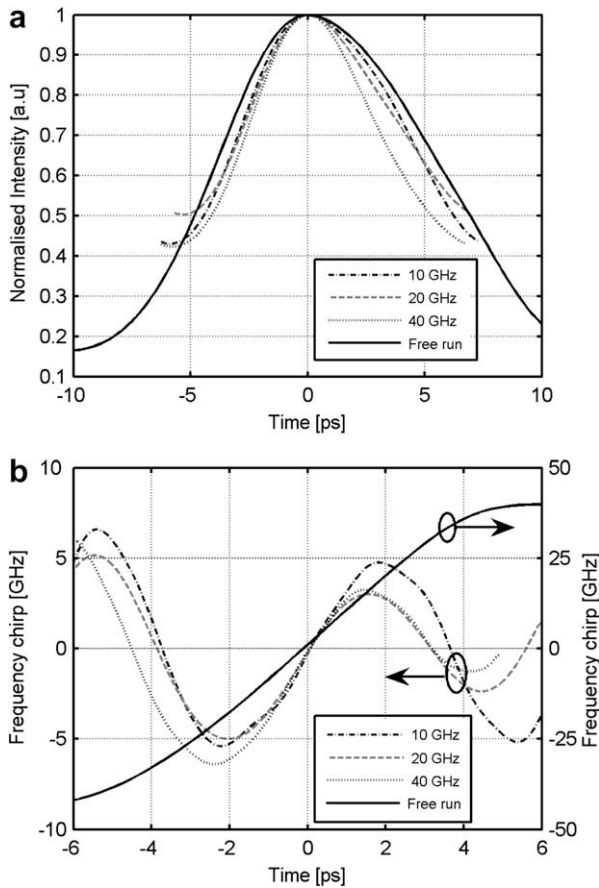 a
Normalised Intensity [a.u]
1
0.9
0.8
0.7
0.6
0.5
0.4
0.3
0.2
0.1
10 GHz
20 GHz
40 GHz
Free run
-10 -5 0 5 10
Time [ps]
b
Frequency chirp [GHz]
10
5
0
-5
-10
50
25
0
-25
-50
Frequency chirp [GHz]
10 GHz
20 GHz
40 GHz
Free run
-6 -4 -2 0 2 4 6
Time [ps]